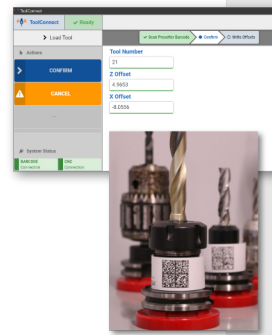 ToolConnect
ToolConnect
Ready
Load Tool
Scan Presetter Barcode
Confirm
Write Offsets
Actions
CONFIRM
CANCEL
...
Tool Number
21
Z Offset
4.9653
X Offset
-8.0556
System Status
BARCODE
Connection
CNC
Connection